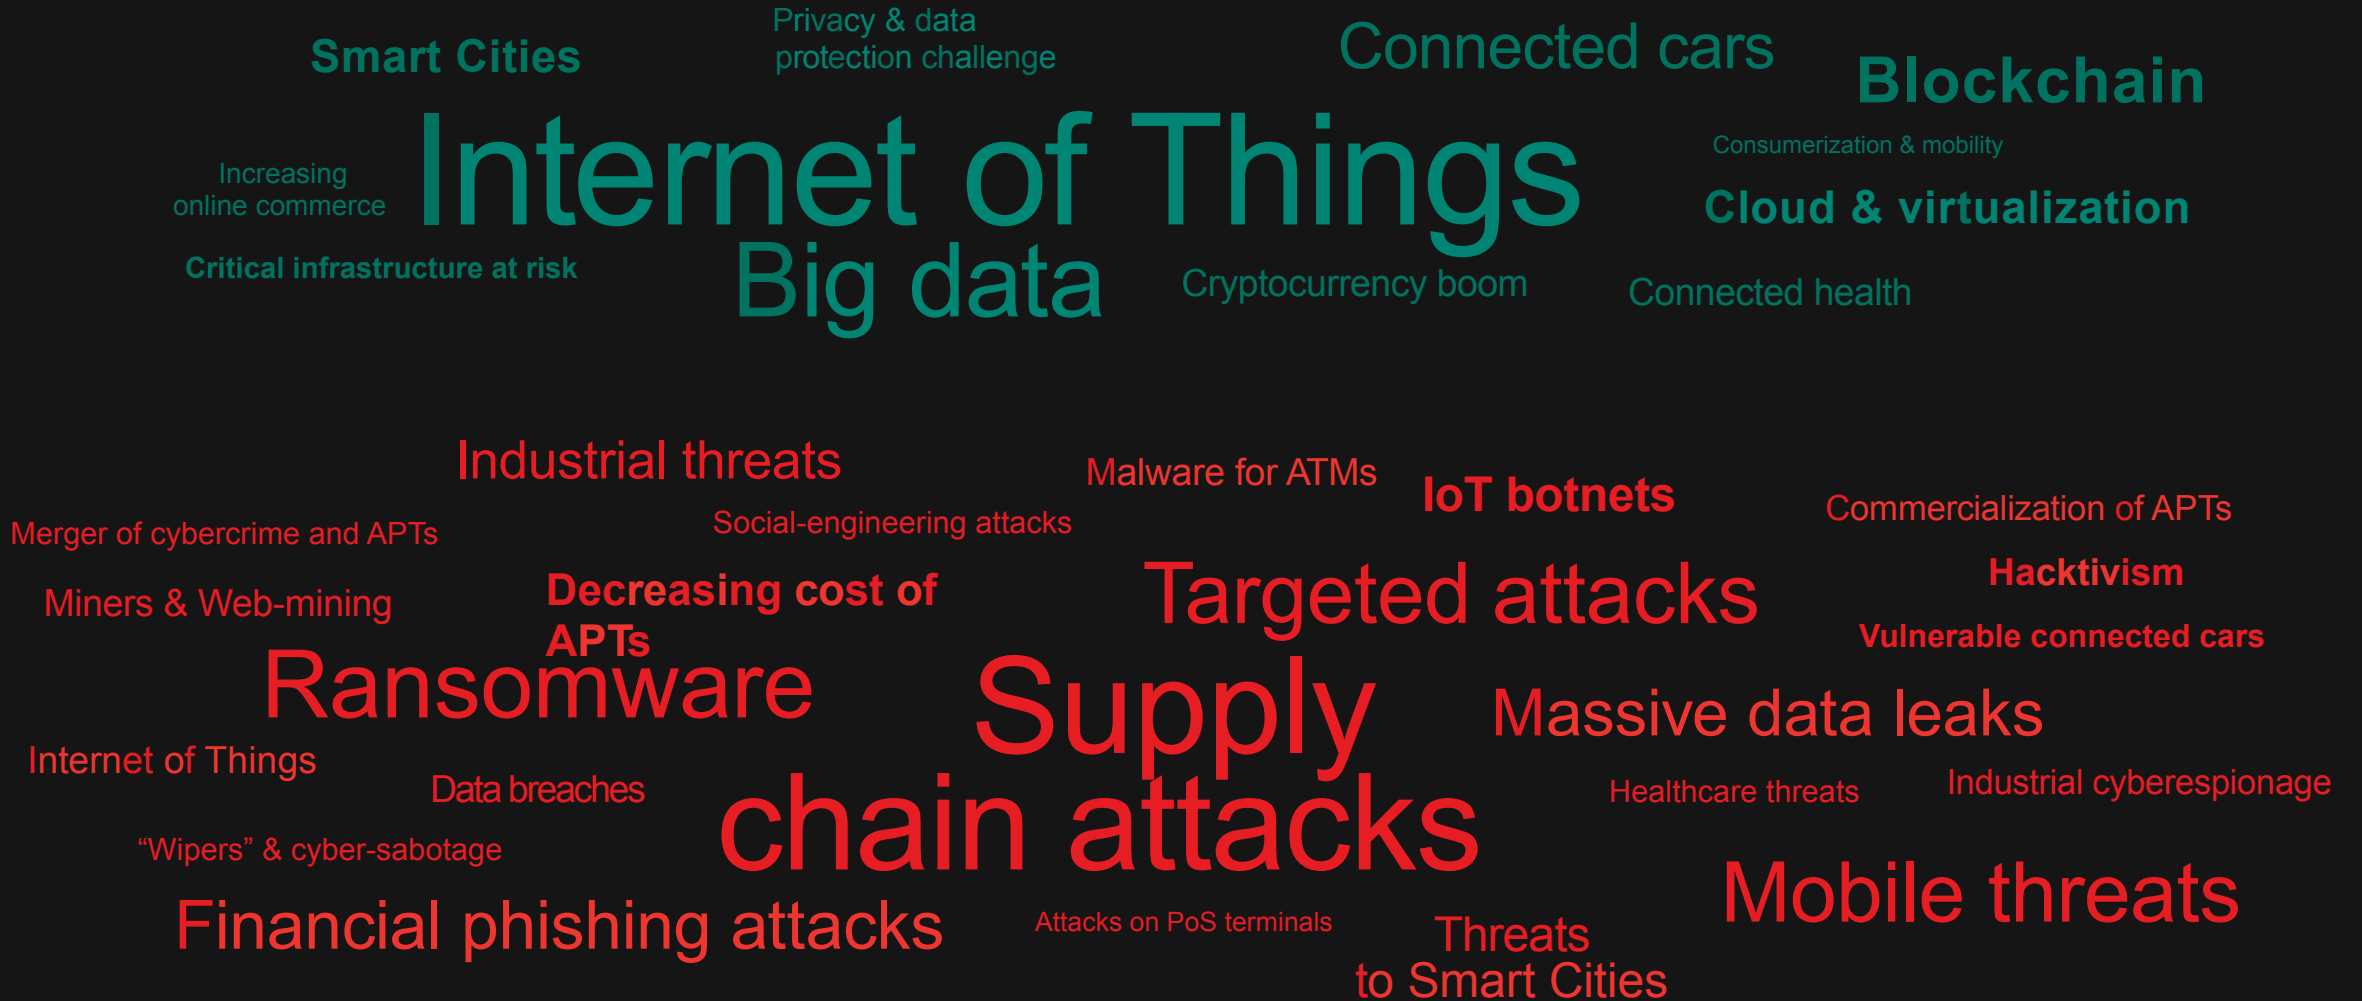 Smart Cities
Privacy & data
protection challenge
Connected cars
Blockchain
Internet of Things
Consumerization & mobility
Increasing
online commerce
Cloud & virtualization
Critical infrastructure at risk
Big data
Cryptocurrency boom
Connected health
Industrial threats
Malware for ATMs
IoT botnets
Commercialization of APTs
Merger of cybercrime and APTs
Social-engineering attacks
Targeted attacks
Hacktivism
Miners & Web-mining
Decreasing cost of
APTs
Vulnerable connected cars
Ransomware
Supply
chain attacks
Massive data leaks
Internet of Things
Data breaches
Healthcare threats
Industrial cyberespionage
“Wipers” & cyber-sabotage
Mobile threats
Financial phishing attacks
Attacks on PoS terminals
Threats
to Smart Cities